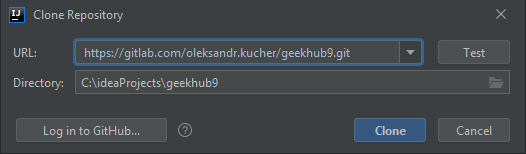 IJ Clone Repository
URL: https://gitlab.com/oleksandr.kucher/geekhub9.git Test
Directory: C:\ideaProjects\geekhub9
Log in to GitHub... ? Clone Cancel